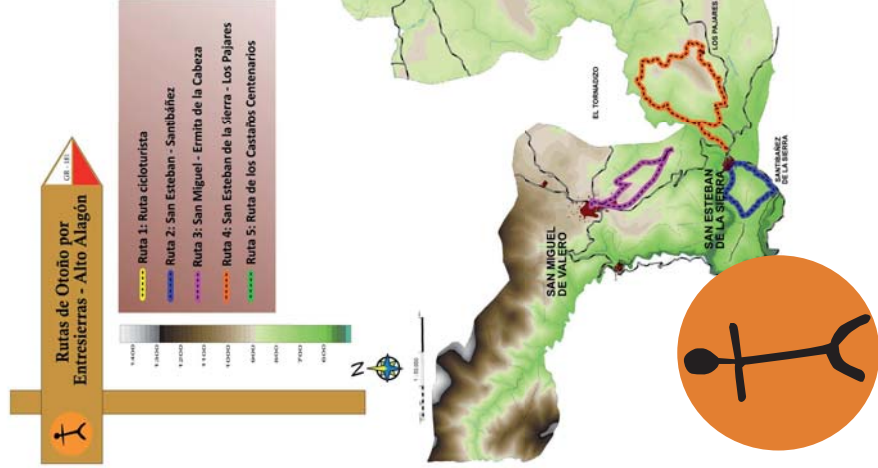 Rutas de Otoño por
Entresierras - Alto Alagón
GR - 181
Ruta 1: Ruta cicloturista
Ruta 2: San Esteban - Santibáñez
Ruta 3: San Miguel - Ermita de la Cabeza
Ruta 4: San Esteban de la Sierra - Los Pajares
Ruta 5: Ruta de los Castaños Centenarios
1400
1300
1200
1100
1000
900
800
700
600
N
SAN MIGUEL
DE VALERO
EL TORNADIZO
LOS PAJARES
SAN ESTEBAN
DE LA SIERRA
SANTIBAÑEZ
DE LA SIERRA